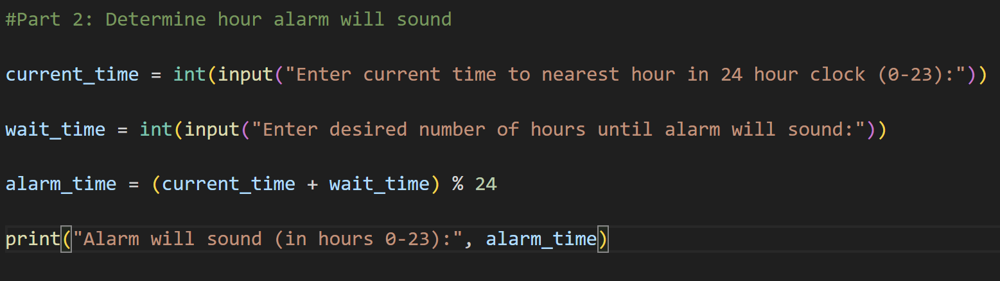 #Part 2: Determine hour alarm will sound
current_time = int(input("Enter current time to nearest hour in 24 hour clock (0-23):"))
wait_time = int(input("Enter desired number of hours until alarm will sound:"))
alarm_time = (current_time + wait_time) % 24
print("Alarm will sound (in hours 0-23):", alarm_time)